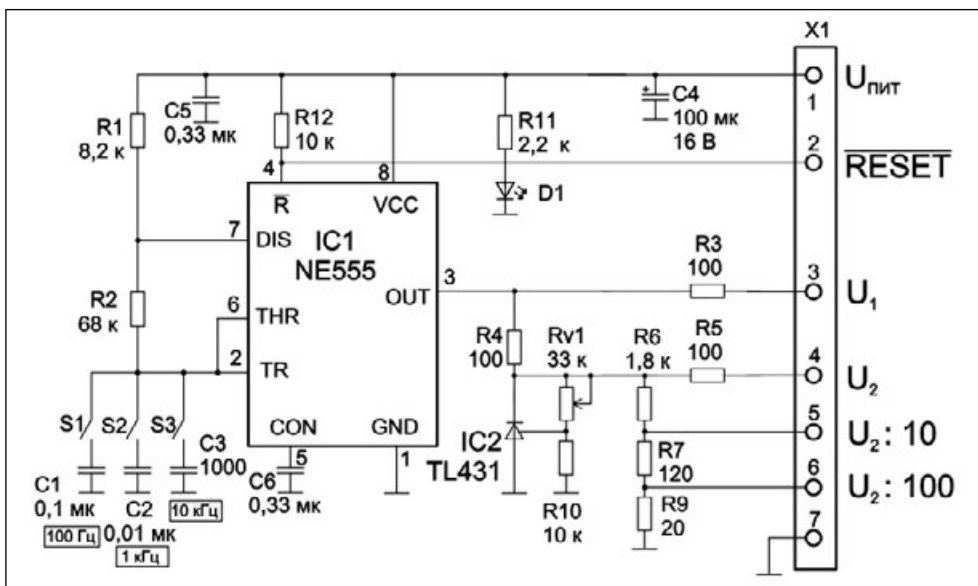 X1
1
U ПИТ
C5
0,33 мк
R12
10 к
R11
2,2 к
C4
+
100 мк
16 В
R1
8,2 к
2
RESET
4
8
D1
R
VCC
7
DIS
IC1
NE555
R3
100
3
U1
OUT
3
R2
68 к
6
THR
R4
100
Rv1
33 к
R6
1,8 к
R5
100
4
U2
2
TR
S1
S2
S3
C3
1000
10 кГц
CON
GND
5
1
IC2
TL431
5
U2 : 10
R7
120
6
U2 : 100
C1
0,1 мк
100 Гц
C2
0,01 мк
1 кГц
C6
0,33 мк
R10
10 к
R9
20
7